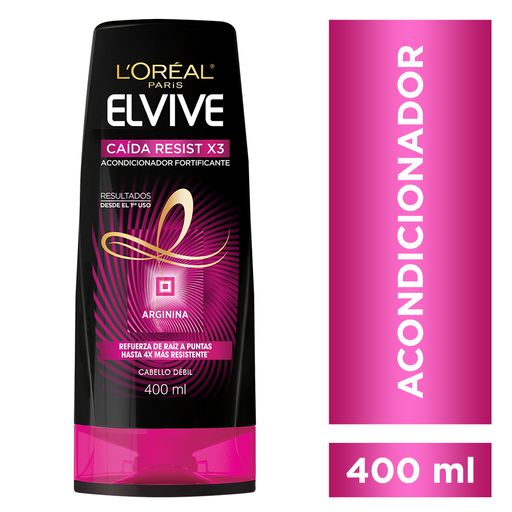 L'ORÉAL
PARIS
ELVIVE
CAÍDA RESIST X3
ACONDICIONADOR FORTIFICANTE
RESULTADOS
DESDE EL 1ER USO
ARGININA
REFUERZA DE RAÍZ A PUNTAS
HASTA 4X MÁS RESISTENTE*
CABELLO DÉBIL
400 ml
ACONDICIONADOR
400 ml